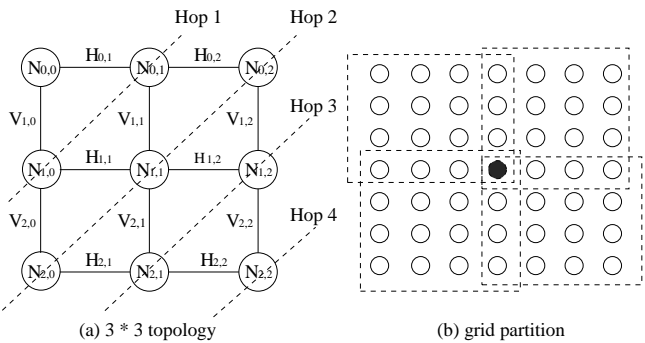 Hop 1
Hop 2
H0,1
H0,2
N0,0
N0,1
N0,2
V1,0
V1,1
V1,2
Hop 3
H1,1
H1,2
N1,0
Nr,1
N1,2
V2,0
V2,1
V2,2
Hop 4
H2,1
H2,2
N2,0
N2,1
N2,2
(a) 3 * 3 topology
(b) grid partition